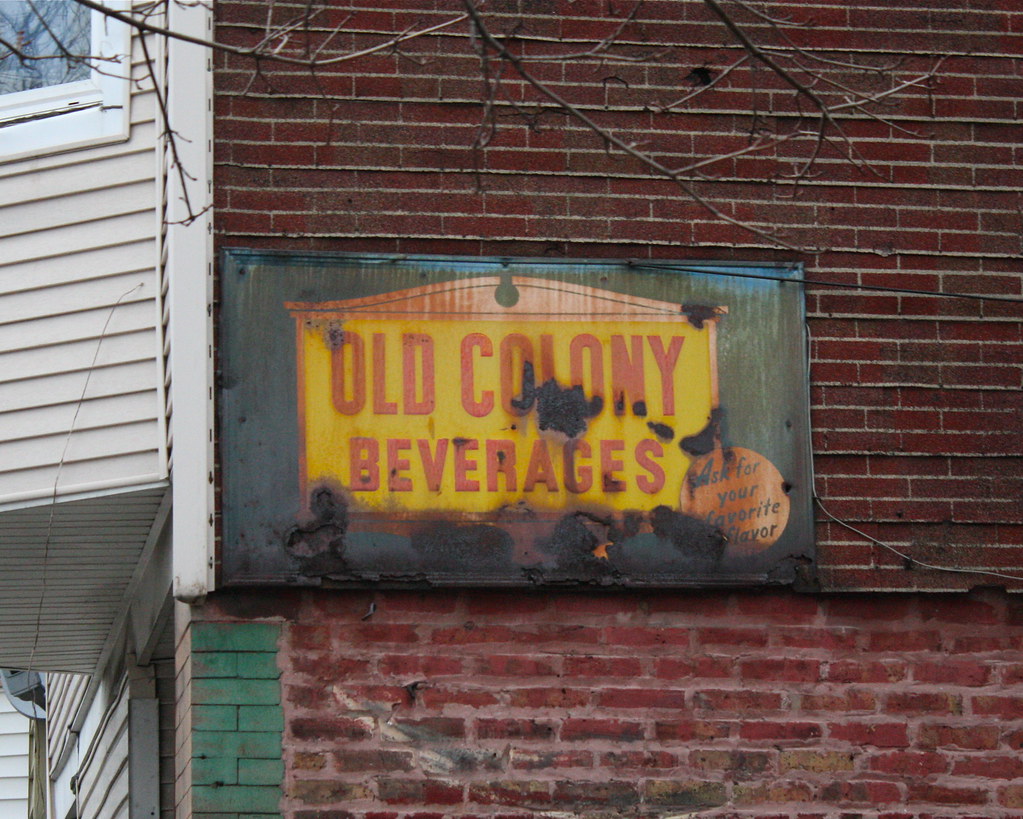 OLD COLONY
BEVERAGES
Ask for
your
favorite
flavor